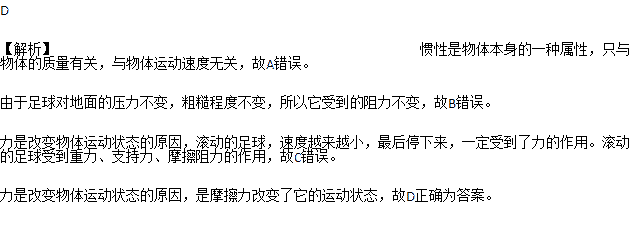 D
【解析】 惯性是物体本身的一种属性，只与
物体的质量有关，与物体运动速度无关，故A错误。
由于足球对地面的压力不变，粗糙程度不变，所以它受到的阻力不变，故B错误。
力是改变物体运动状态的原因，滚动的足球，速度越来越小，最后停下来，一定受到了力的作用。滚动
的足球受到重力、支持力、摩擦阻力的作用，故C错误。
力是改变物体运动状态的原因，是摩擦力改变了它的运动状态，故D正确为答案。